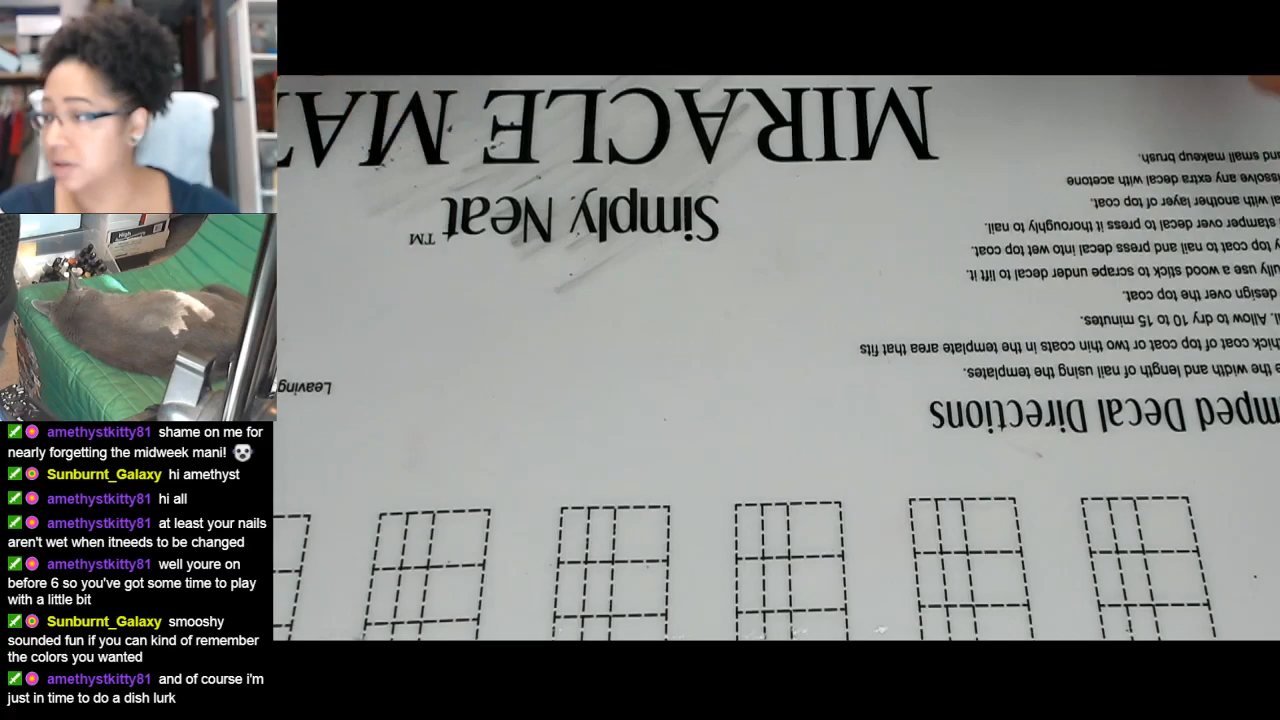 MIRACLE MA
Simply Neat™
Leaving
mped Decal Directions
e the width and length of nail using the templates.
hick coat of top coat or two thin coats in the template area that fits
l. Allow to dry 10 to 15 minutes.
design over the top coat.
ully use a wood stick to scrape under decal to lift it.
y top coat to nail and press decal into wet top coat.
stamper over decal to press it thoroughly to nail.
al with another layer of top coat.
ssolve any extra decal with acetone
and small makeup brush.
amethystkitty81 shame on me for
nearly forgetting the midweek mani!
Sunburnt_Galaxy hi amethyst
amethystkitty81 hi all
amethystkitty81 at least your nails
aren't wet when itneeds to be changed
amethystkitty81 well youre on
before 6 so you've got some time to play
with a little bit
Sunburnt_Galaxy smooshy
sounded fun if you can kind of remember
the colors you wanted
amethystkitty81 and of course i'm
just in time to do a dish lurk